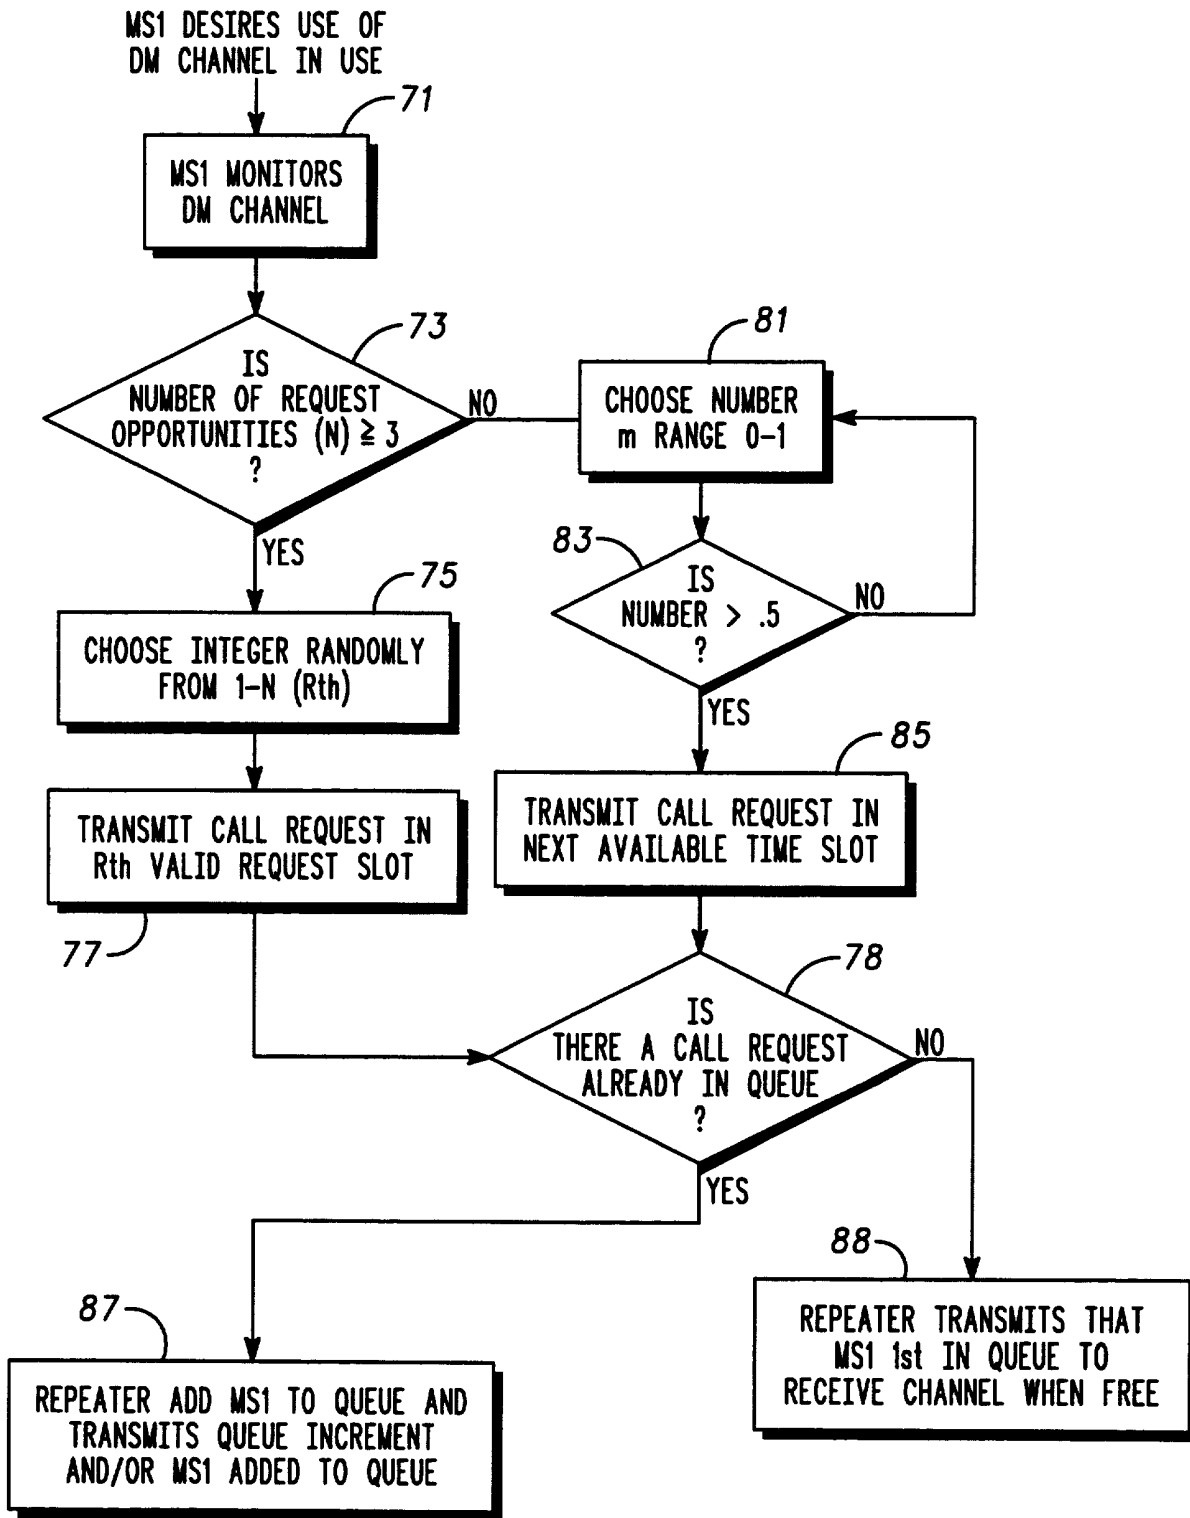 MS1 DESIRES USE OF
DM CHANNEL IN USE
71
MS1 MONITORS
DM CHANNEL
73
IS
NUMBER OF REQUEST
OPPORTUNITIES (N) ≧ 3
?
NO
YES
81
CHOOSE NUMBER
m RANGE 0-1
83
IS
NUMBER > .5
?
NO
YES
75
CHOOSE INTEGER RANDOMLY
FROM 1-N (Rth)
85
TRANSMIT CALL REQUEST IN
NEXT AVAILABLE TIME SLOT
TRANSMIT CALL REQUEST IN
Rth VALID REQUEST SLOT
77
78
IS
THERE A CALL REQUEST
ALREADY IN QUEUE
?
NO
YES
88
REPEATER TRANSMITS THAT
MS1 1st IN QUEUE TO
RECEIVE CHANNEL WHEN FREE
87
REPEATER ADD MS1 TO QUEUE AND
TRANSMITS QUEUE INCREMENT
AND/OR MS1 ADDED TO QUEUE